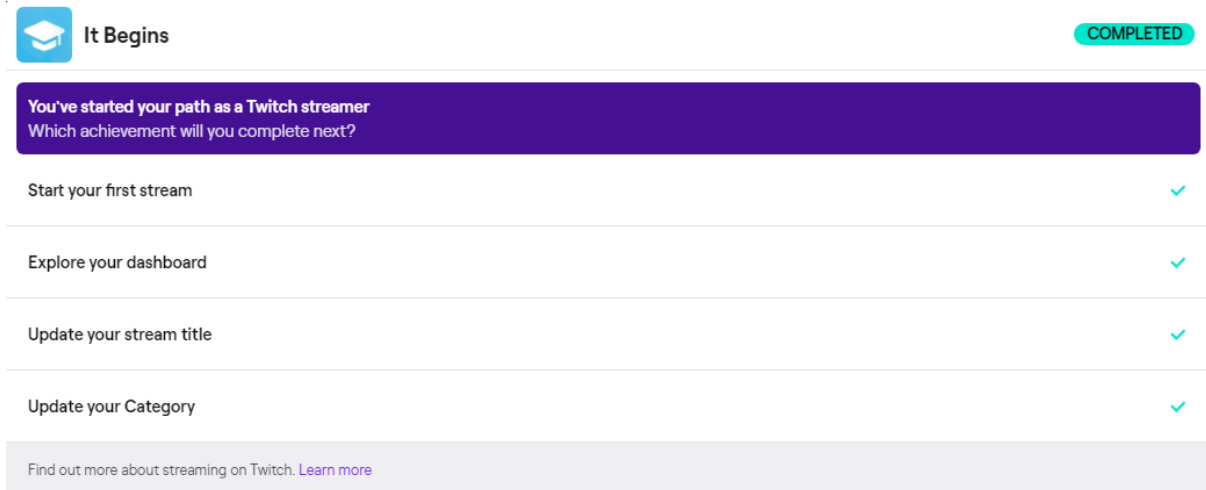 It Begins
COMPLETED
You've started your path as a Twitch streamer
Which achievement will you complete next?
Start your first stream
Explore your dashboard
Update your stream title
Update your Category
Find out more about streaming on Twitch. Learn more